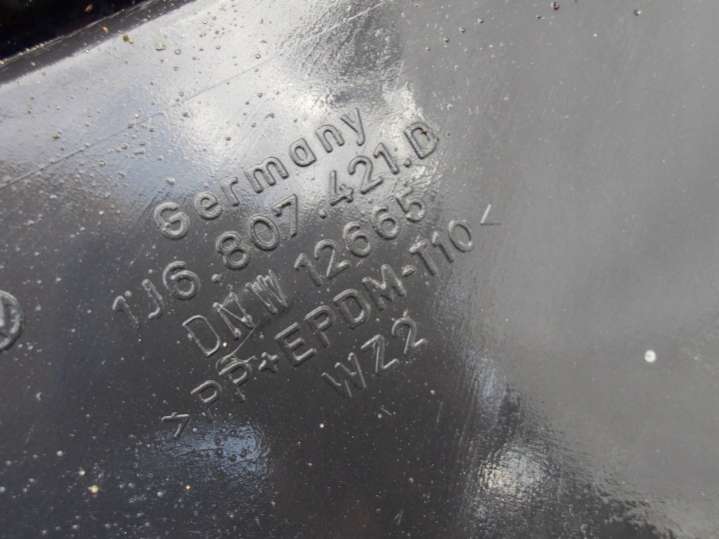 Germany
1J6.807.421.D
DNW 12665
>PP+EPDM-T10<
WZ2